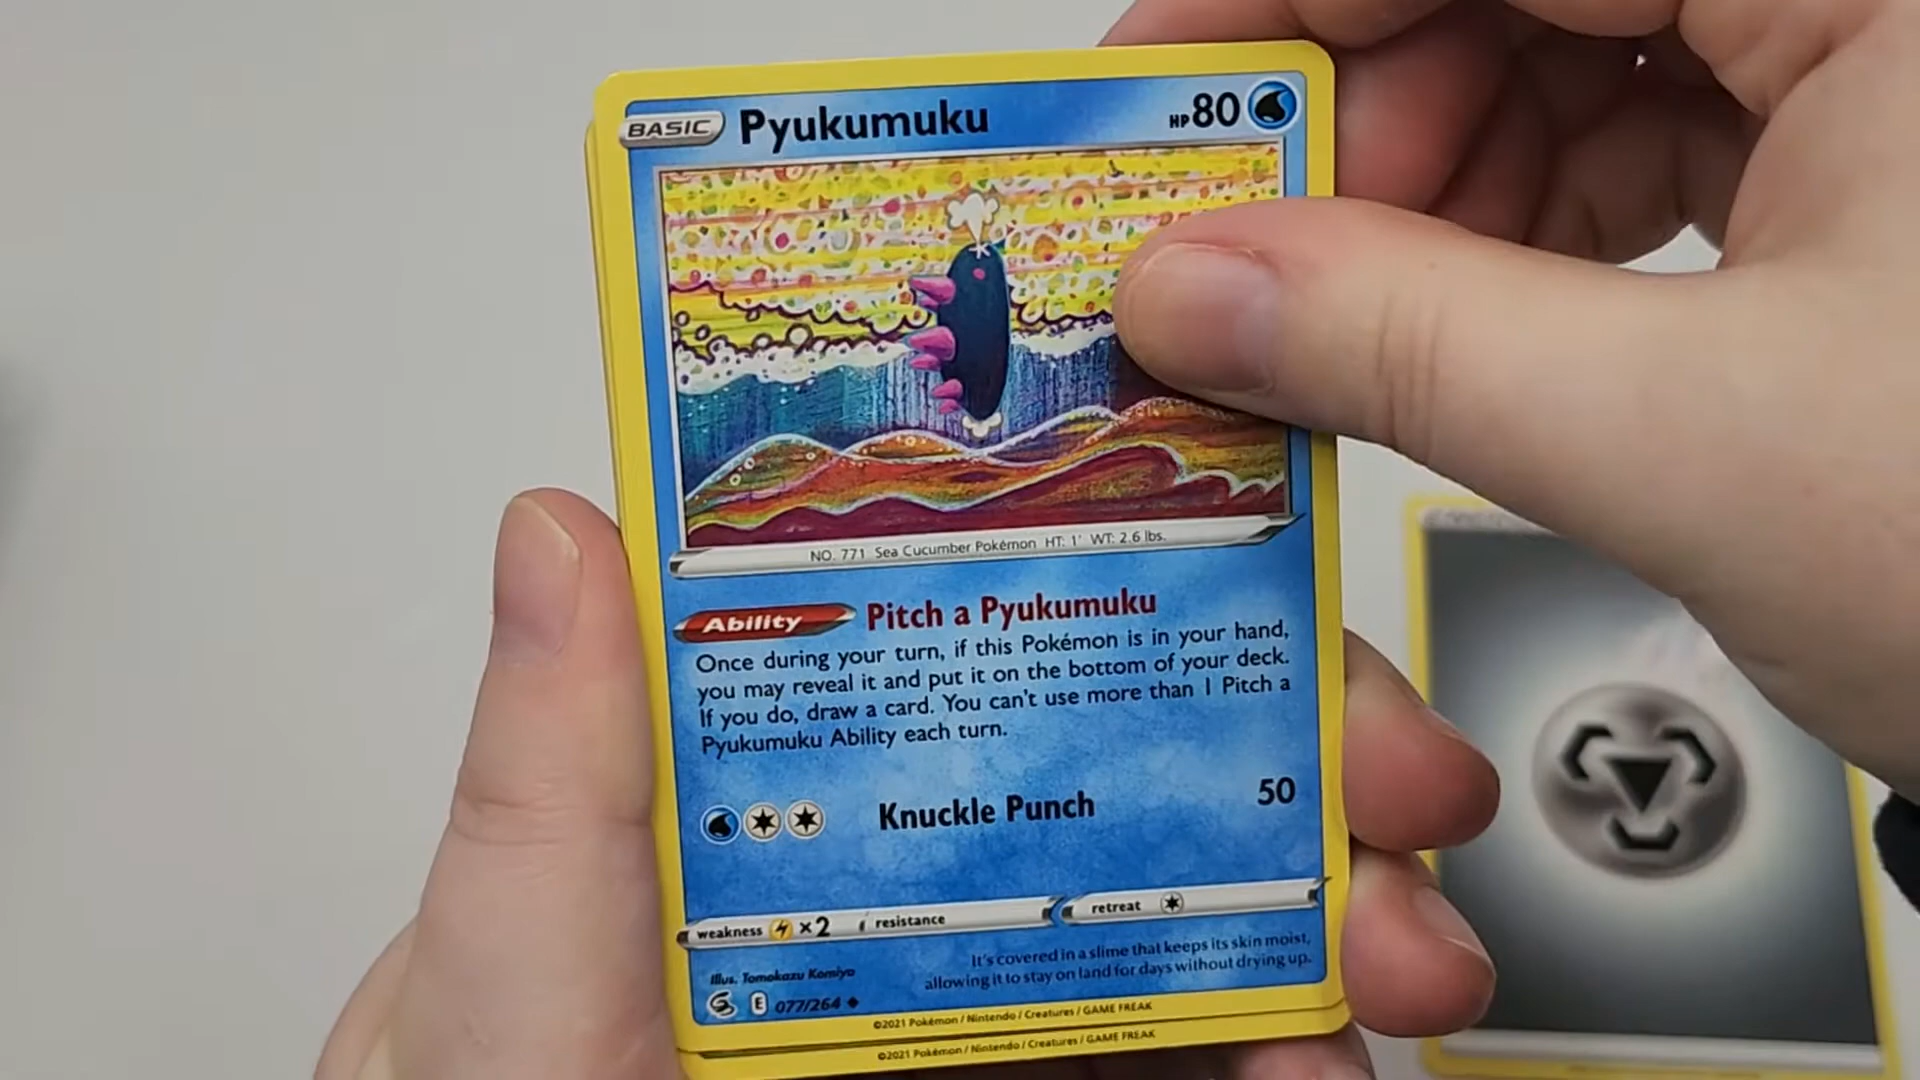 BASIC Pyukumuku HP 80
NO. 771 Sea Cucumber Pokémon HT: 1' WT: 2.6 lbs.
Ability Pitch a Pyukumuku
Once during your turn, if this Pokémon is in your hand,
you may reveal it and put it on the bottom of your deck.
If you do, draw a card. You can't use more than 1 Pitch a
Pyukumuku Ability each turn.
Knuckle Punch 50
weakness ×2 resistance retreat
It's covered in a slime that keeps its skin moist,
allowing it to stay on land for days without drying up.
Illus. Tomokazu Komiya
E 077/264
©2021 Pokémon / Nintendo / Creatures / GAME FREAK
©2021 Pokémon / Nintendo / Creatures / GAME FREAK